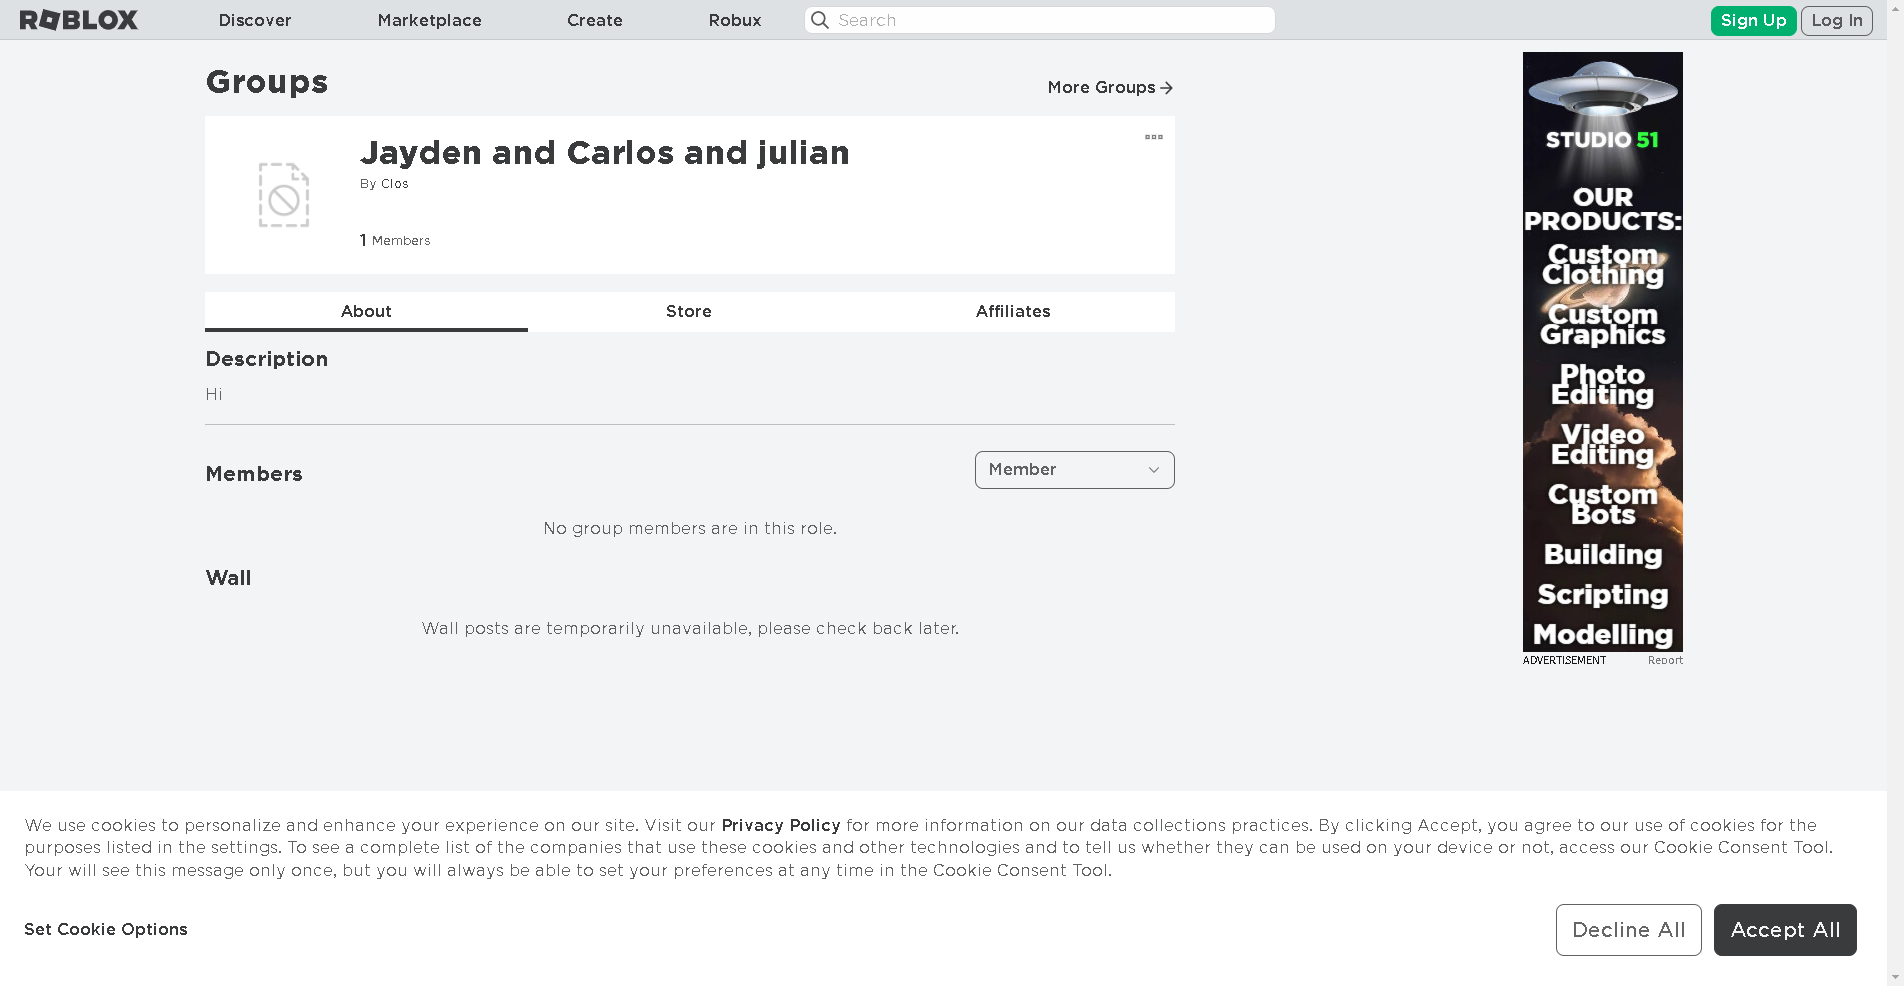 ROBLOX Discover Marketplace Create Robux Search Sign Up Log In
Groups
More Groups
Jayden and Carlos and julian
By Clos
1 Members
About Store Affiliates
Description
Hi
Members
Member
No group members are in this role.
Wall
Wall posts are temporarily unavailable, please check back later.
STUDIO 51
OUR
PRODUCTS:
Custom
Clothing
Custom
Graphics
Photo
Editing
Video
Editing
Custom
Bots
Building
Scripting
Modelling
ADVERTISEMENT Report
We use cookies to personalize and enhance your experience on our site. Visit our Privacy Policy for more information on our data collections practices. By clicking Accept, you agree to our use of cookies for the
purposes listed in the settings. To see a complete list of the companies that use these cookies and other technologies and to tell us whether they can be used on your device or not, access our Cookie Consent Tool.
Your will see this message only once, but you will always be able to set your preferences at any time in the Cookie Consent Tool.
Set Cookie Options
Decline All
Accept All